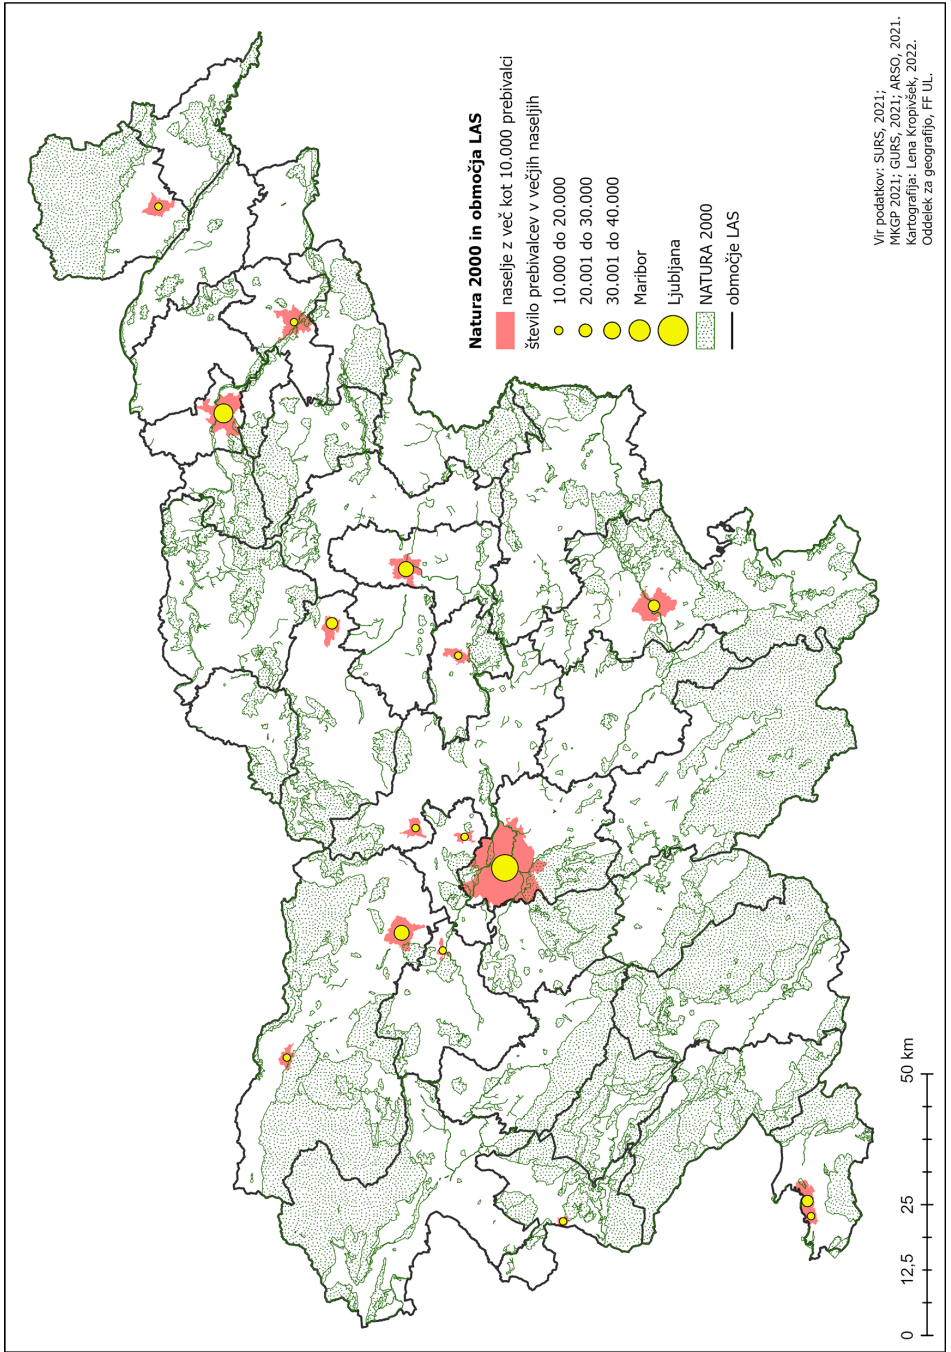 Natura 2000 in območja LAS
naselje z več kot 10.000 prebivalci
število prebivalcev v večjih naseljih
10.000 do 20.000
20.001 do 30.000
30.001 do 40.000
Maribor
Ljubljana
NATURA 2000
območje LAS
Vir podatkov: SURS, 2021;
MKGP 2021; GURS, 2021; ARSO, 2021.
Kartografija: Lena Kropivšek, 2022.
Oddelek za geografijo, FF UL.
0 12,5 25 50 km